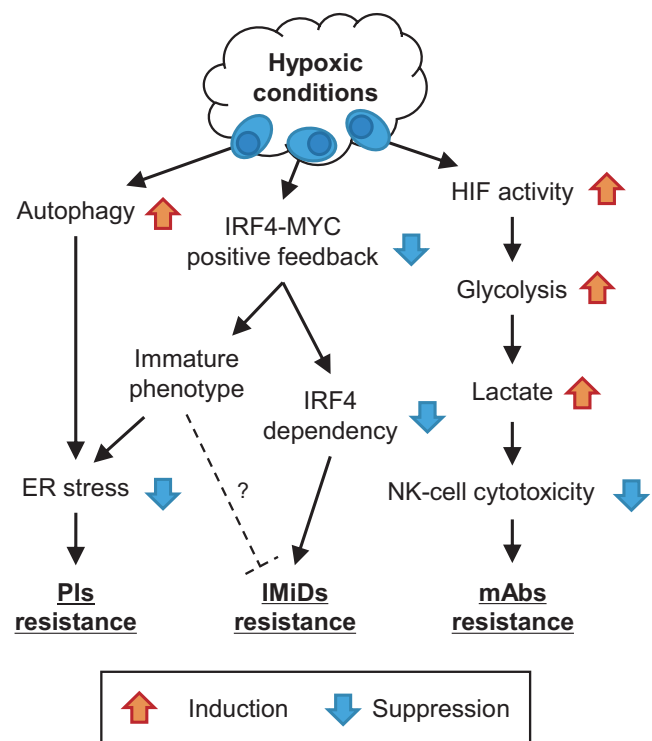 Hypoxic
conditions
Autophagy
IRF4-MYC
positive feedback
HIF activity
Glycolysis
Immature
phenotype
IRF4
dependency
Lactate
ER stress
?
NK-cell cytotoxicity
PIs
resistance
IMiDs
resistance
mAbs
resistance
Induction
Suppression